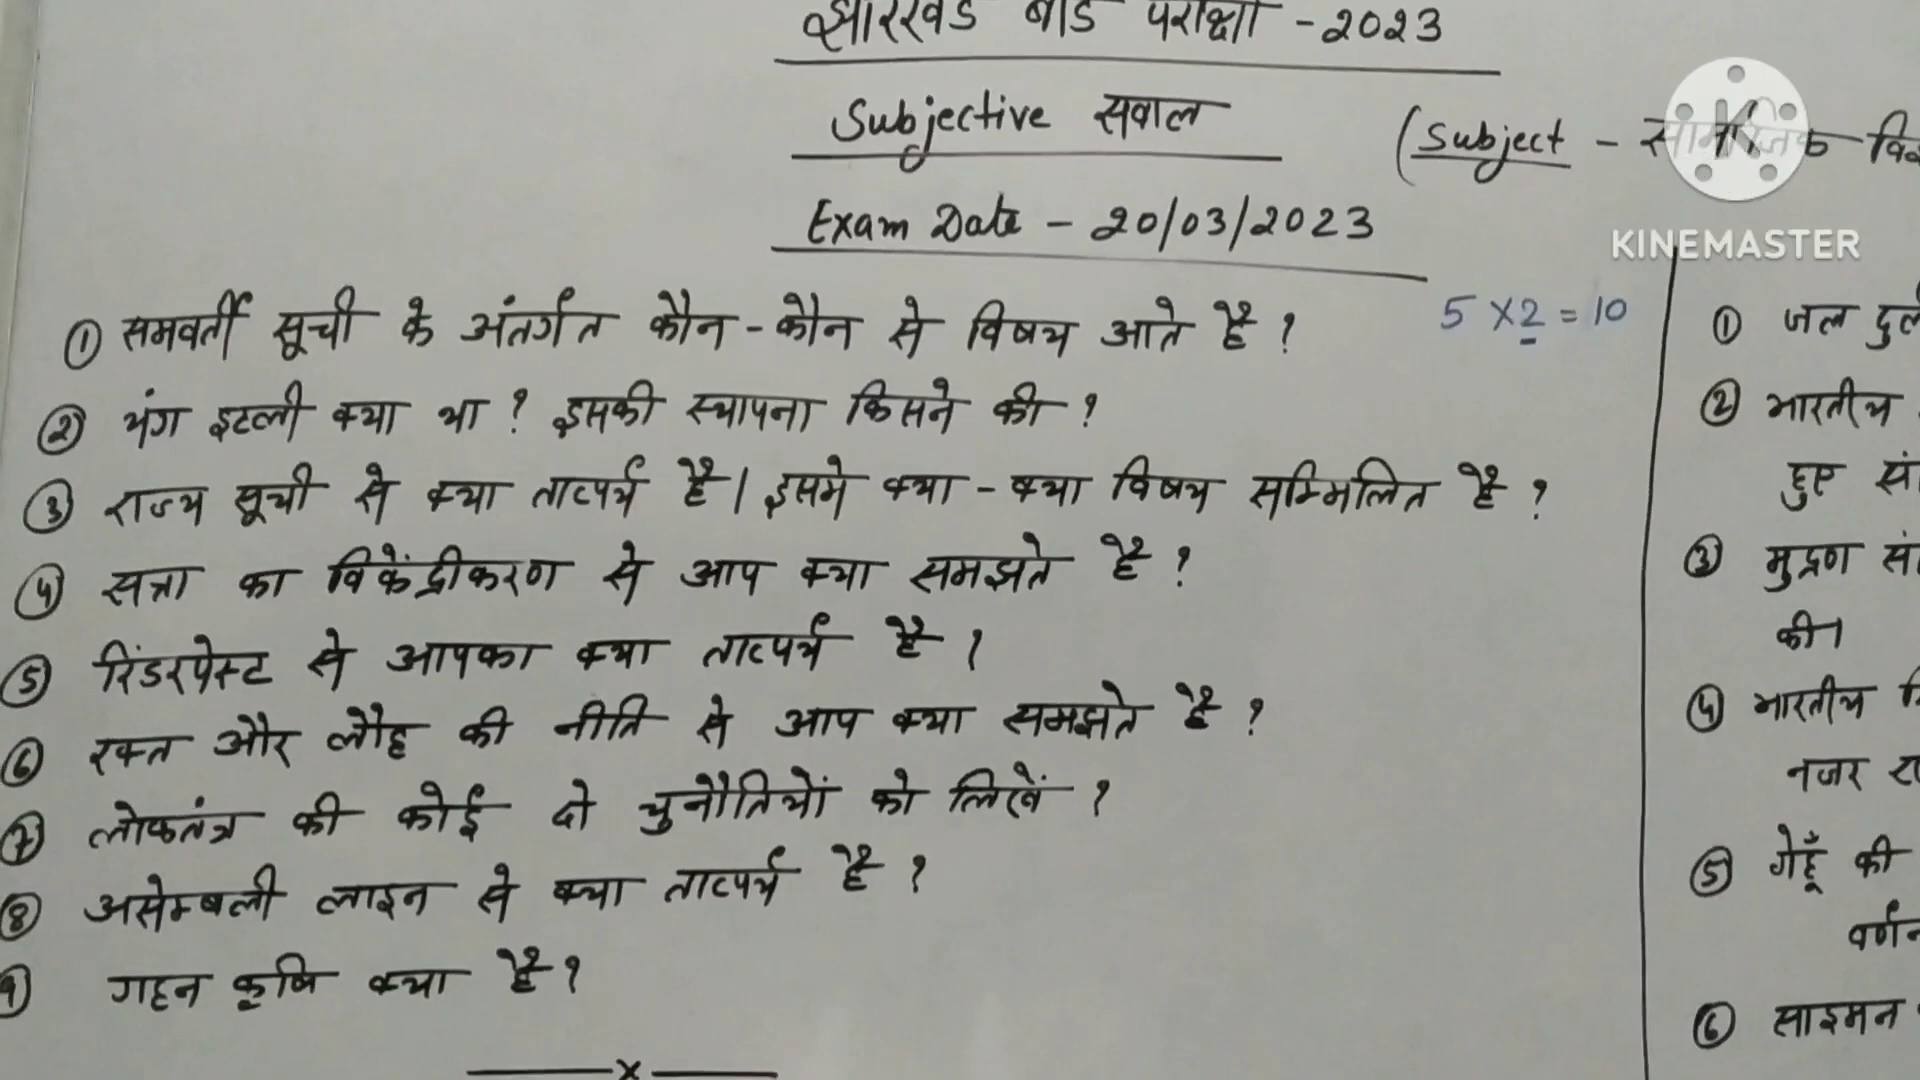 झारखंड बोर्ड परीक्षा - 2023
Subjective सवाल
(Subject - सामाजिक
Exam Date - 20/03/2023
KINEMASTER
5 × 2 = 10
① समवर्ती सूची के अंतर्गत कौन - कौन से विषय आते है ?
② यंग इटली क्या था ? इसकी स्थापना किसने की ?
③ राज्य सूची से क्या तात्पर्य है । इसमे क्या - क्या विषय सम्मिलित है ?
④ सत्ता का विकेंद्रीकरण से आप क्या समझते है ?
⑤ रिंडरपेस्ट से आपका क्या तात्पर्य है ?
⑥ रक्त और लौह की नीति से आप क्या समझते है ?
⑦ लोकतंत्र की कोई दो चुनौतियों को लिखें ?
⑧ असेम्बली लाइन से क्या तात्पर्य है ?
9) गहन कृषि क्या है ?
x
① जल
② भारतीय
हुए
③ मुद्रण
की।
④ भारतीय
नजर
⑤ गेहूँ की
⑥ साइमन